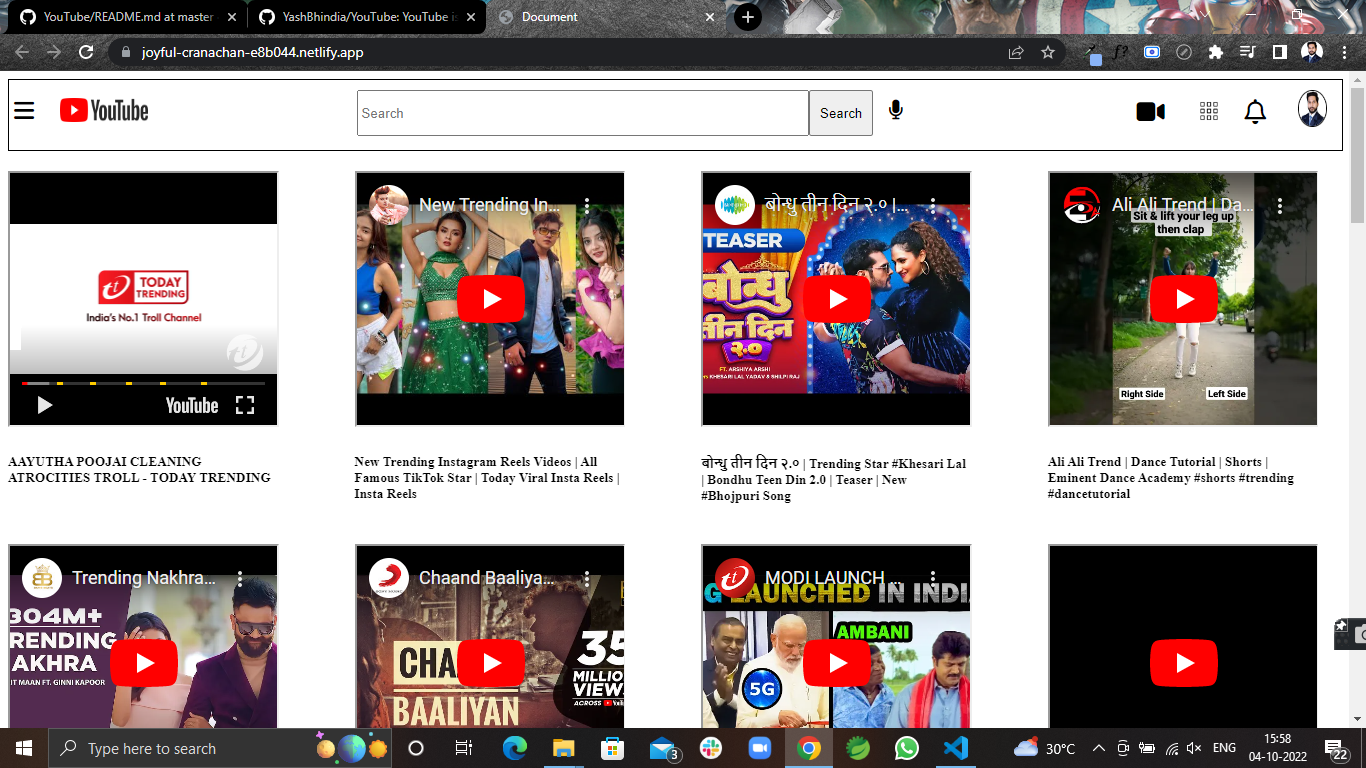 YouTube/README.md at master
YashBhindia/YouTube: YouTube is
Document
joyful-cranachan-e8b044.netlify.app
f?
YouTube
Search
Search
TODAY
TRENDING
India's No.1 Troll Channel
YouTube
New Trending In...
बोन्धु तीन दिन २.० |...
TEASER
बोन्धु
तीन दिन
२.०
FT. ARSHIYA ARSHI
KHESARI LAL YADAV & SHILPI RAJ
Ali Ali Trend | Da...
Sit & lift your leg up
then clap
Right Side
Left Side
AAYUTHA POOJAI CLEANING
ATROCITIES TROLL - TODAY TRENDING
New Trending Instagram Reels Videos | All
Famous TikTok Star | Today Viral Insta Reels |
Insta Reels
बोन्धु तीन दिन २.० | Trending Star #Khesari Lal
| Bondhu Teen Din 2.0 | Teaser | New
#Bhojpuri Song
Ali Ali Trend | Dance Tutorial | Shorts |
Eminent Dance Academy #shorts #trending
#dancetutorial
Trending Nakhra...
304M+
TRENDING
NAKHRA
IT MAAN FT. GINNI KAPOOR
Chaand Baaliya...
CHA
BAALIYAN
35
MILLIO
VIEWS
ACROSS
MODI LAUNCH ...
G LAUNCHED IN INDI
AMBANI
5G
Type here to search
3
30°C
ENG
15:58
04-10-2022
22